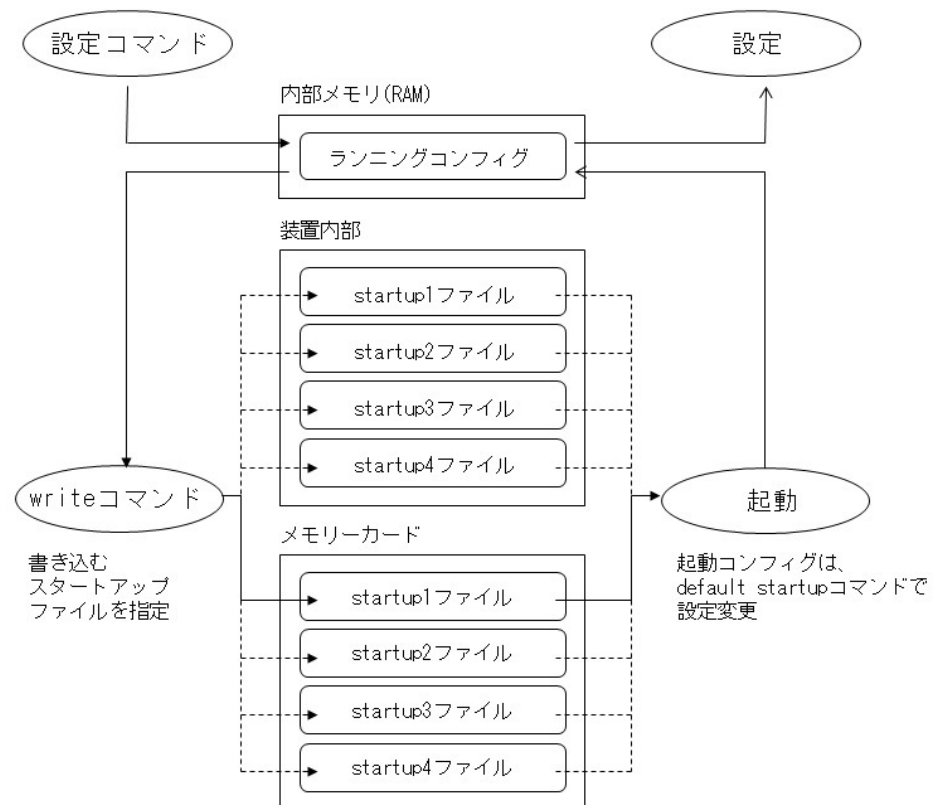 設定コマンド
設定
内部メモリ(RAM)
ランニングコンフィグ
装置内部
startup1ファイル
startup2ファイル
startup3ファイル
startup4ファイル
writeコマンド
起動
書き込む
スタートアップ
ファイルを指定
メモリーカード
起動コンフィグは、
default startupコマンドで
設定変更
startup1ファイル
startup2ファイル
startup3ファイル
startup4ファイル